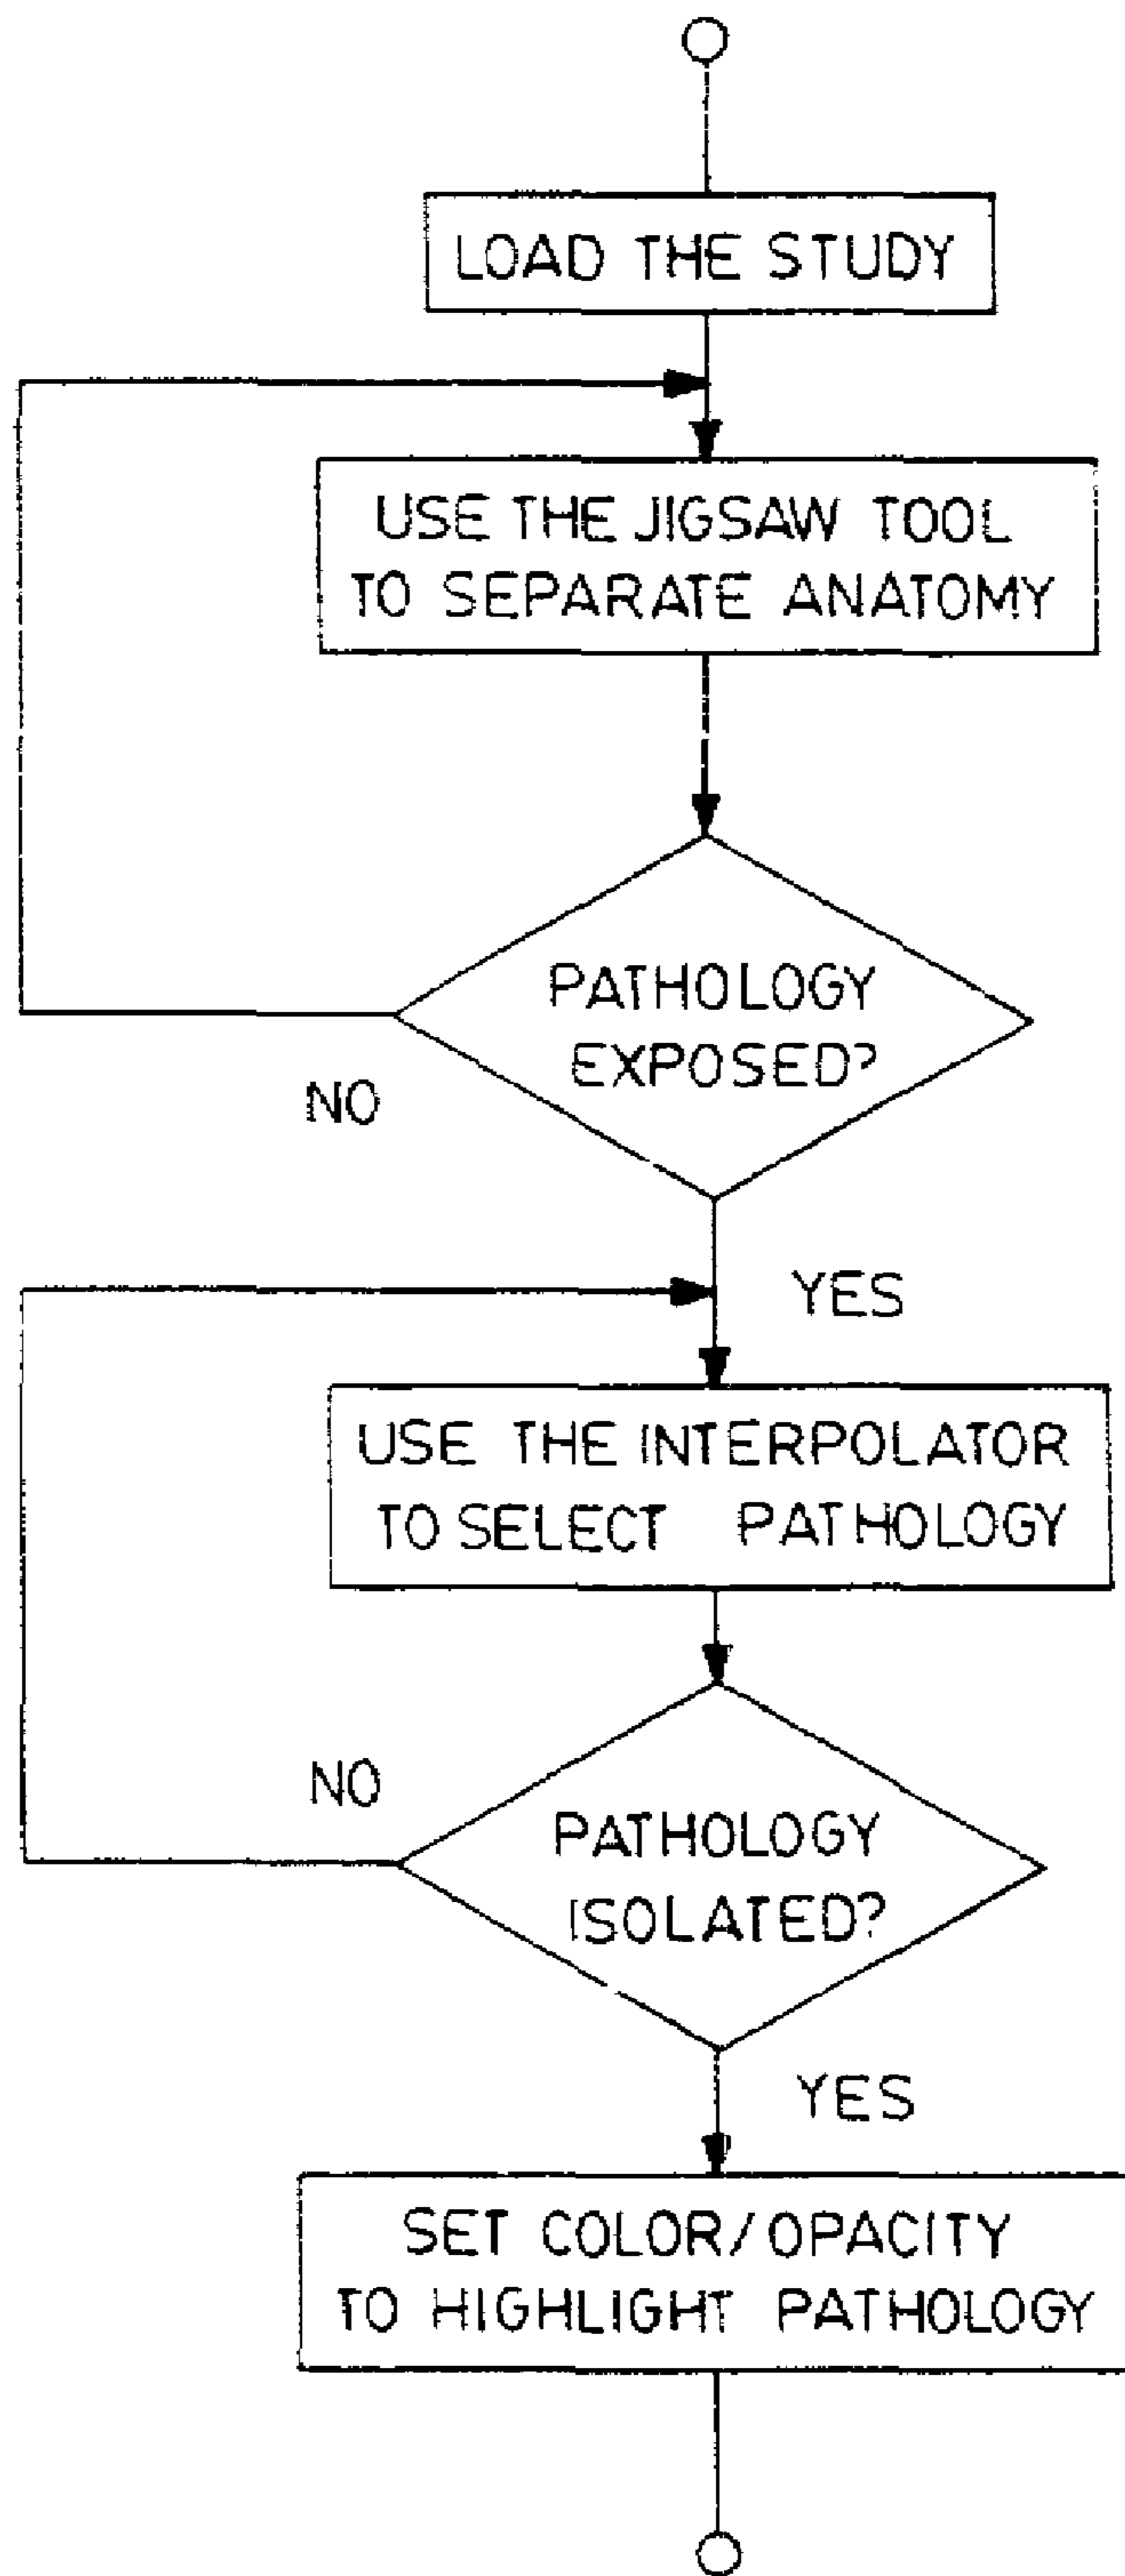 LOAD THE STUDY
USE THE JIGSAW TOOL
TO SEPARATE ANATOMY
PATHOLOGY
EXPOSED?
NO
YES
USE THE INTERPOLATOR
TO SELECT PATHOLOGY
NO
PATHOLOGY
ISOLATED?
YES
SET COLOR/OPACITY
TO HIGHLIGHT PATHOLOGY